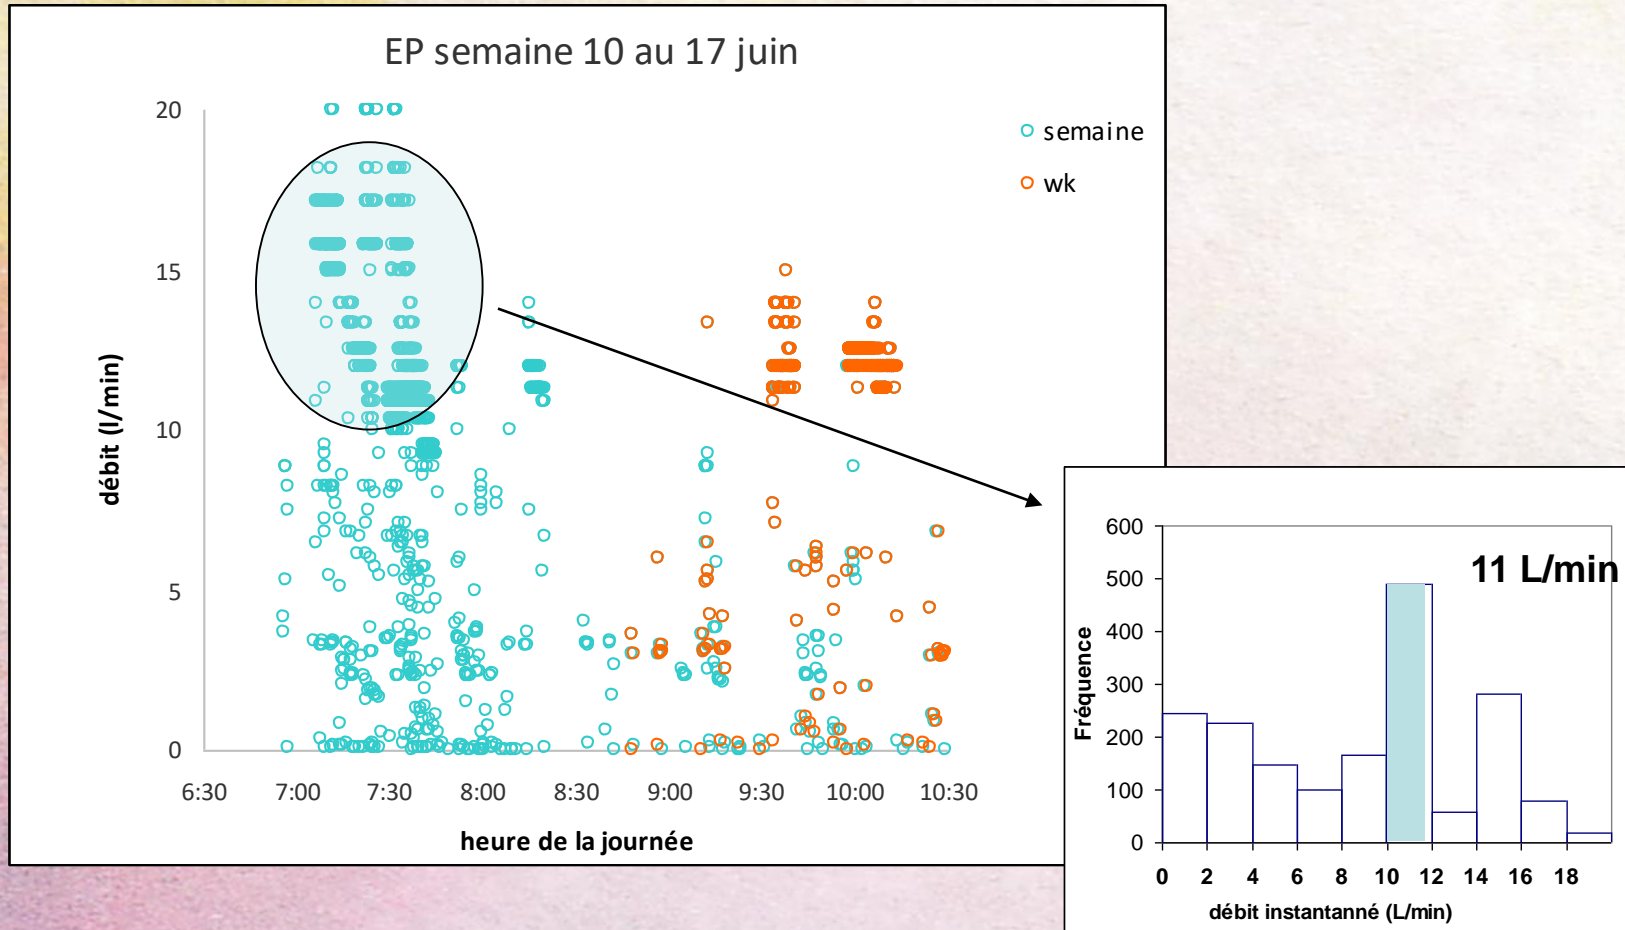 EP semaine 10 au 17 juin
semaine
wk
débit (l/min)
20
15
10
5
0
6:30 7:00 7:30 8:00 8:30 9:00 9:30 10:00 10:30
heure de la journée
11 L/min
Fréquence
600
500
400
300
200
100
0
0 2 4 6 8 10 12 14 16 18
débit instantanné (L/min)